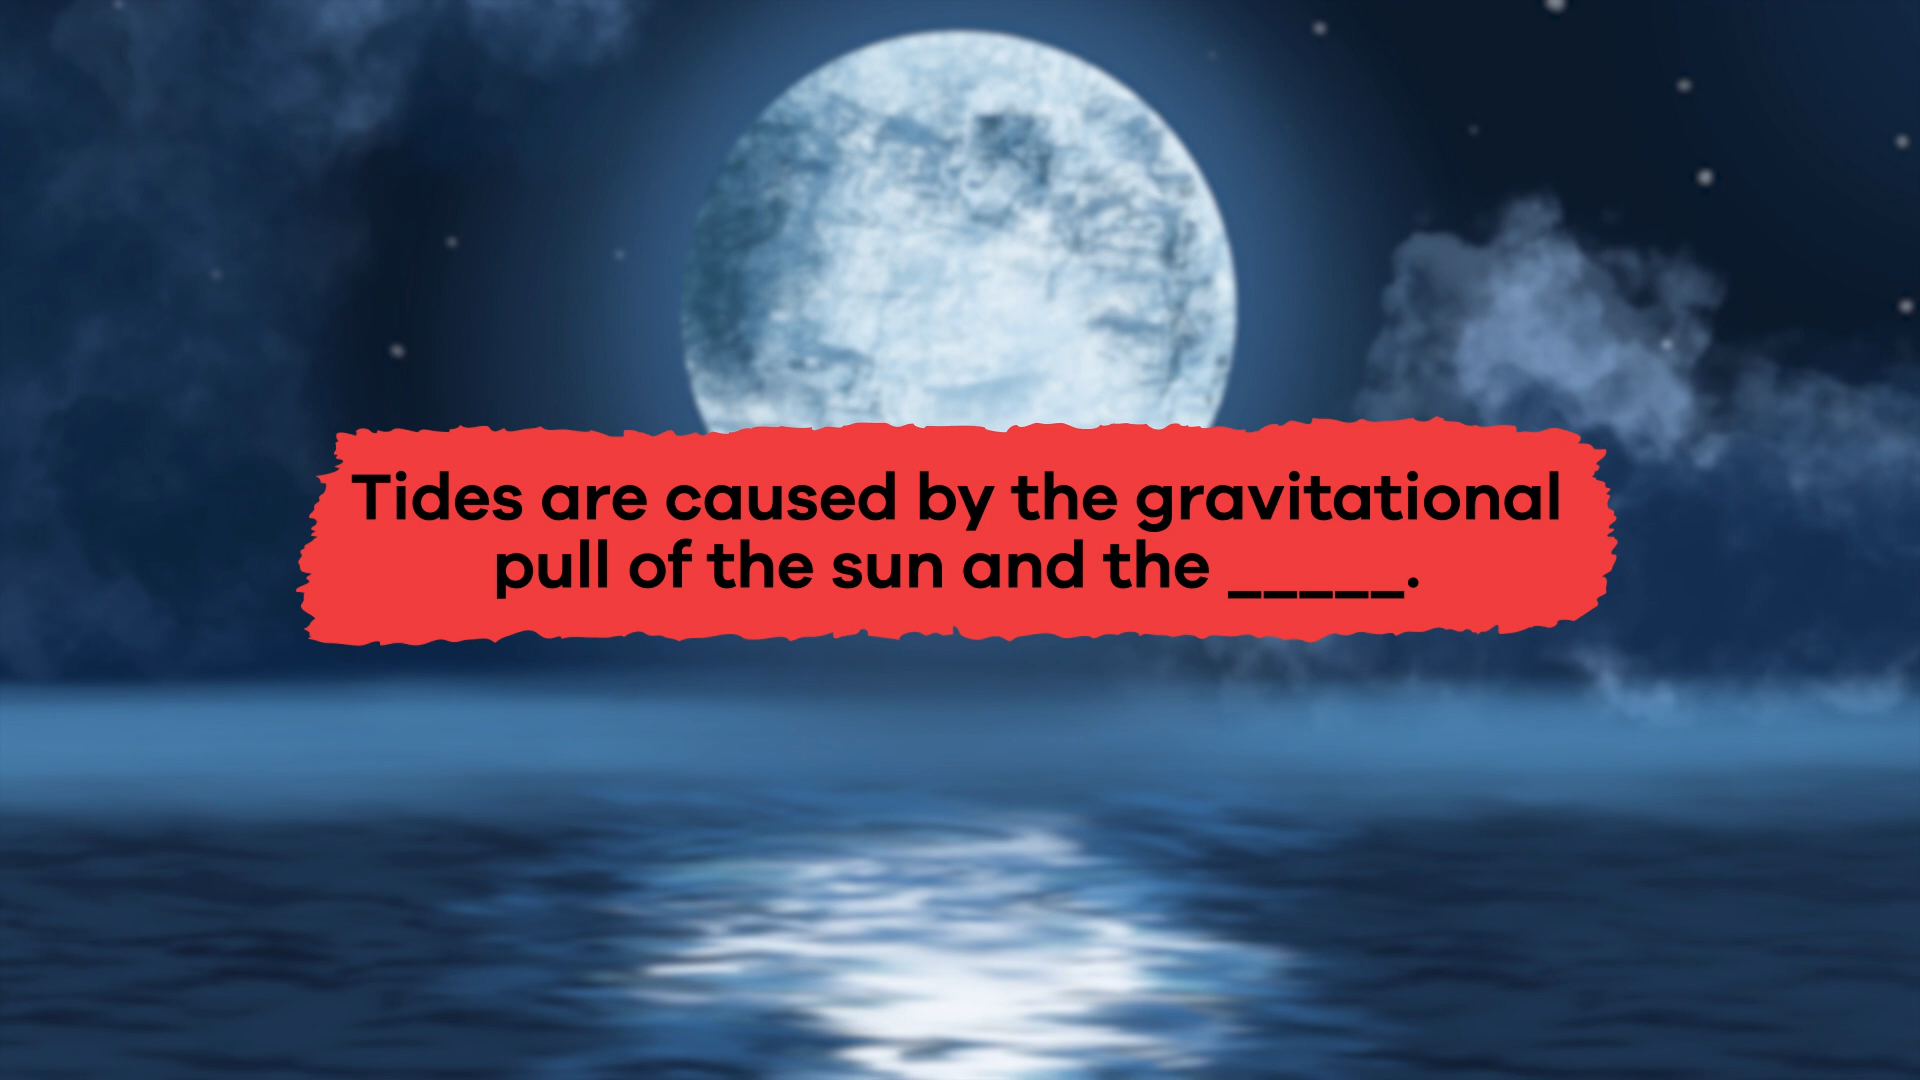 Tides are caused by the gravitational
pull of the sun and the _____.